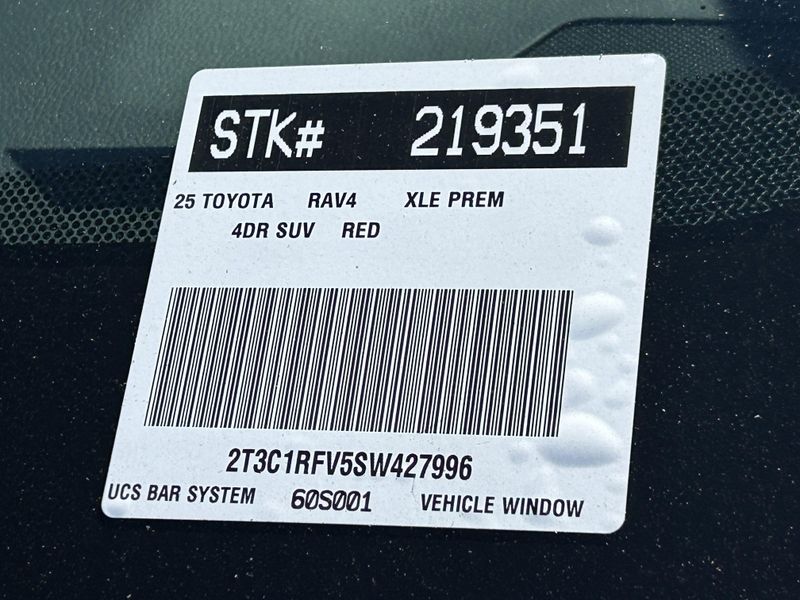 STK# 219351
25 TOYOTA RAV4 XLE PREM
4DR SUV RED
2T3C1RFV5SW427996
UCS BAR SYSTEM 60S001 VEHICLE WINDOW